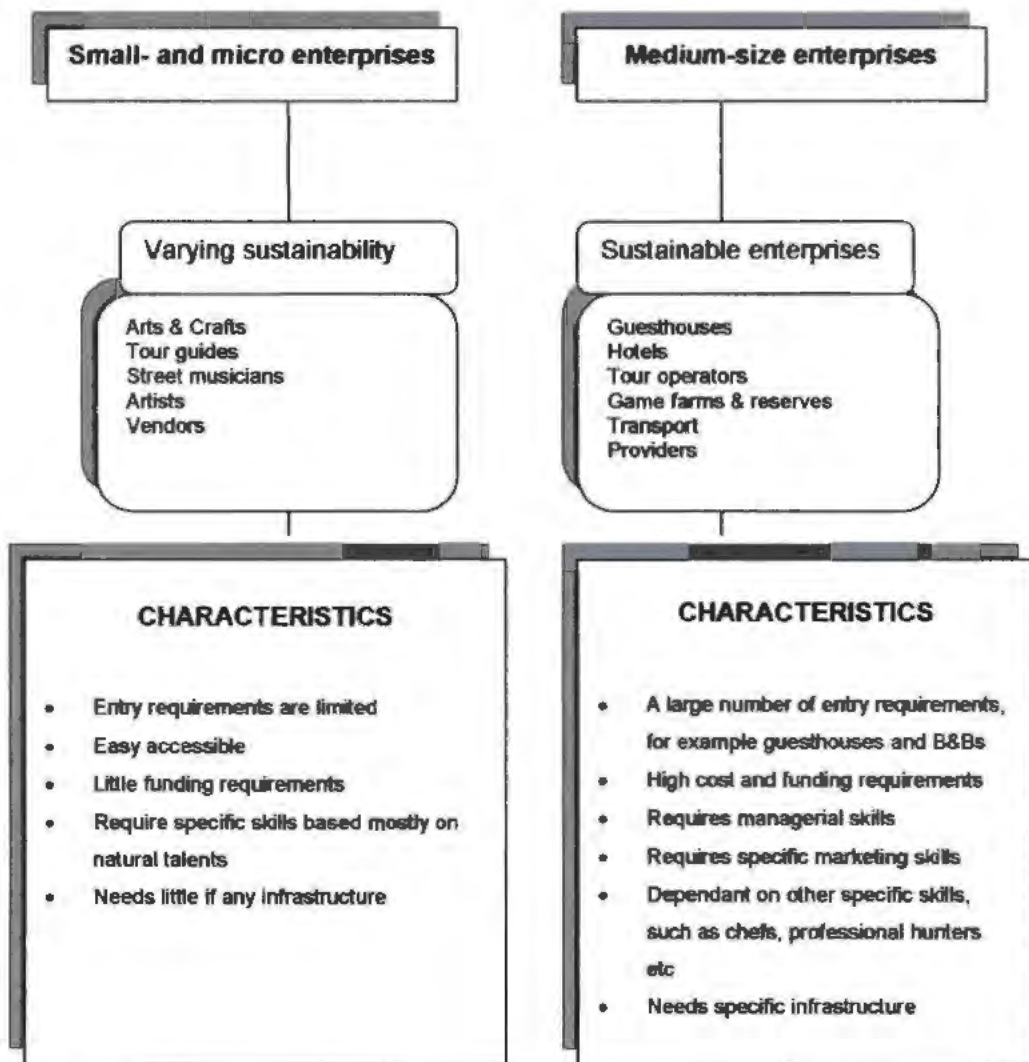 Small- and micro enterprises
Varying sustainability
Arts & Crafts
Tour guides
Street musicians
Artists
Vendors
CHARACTERISTICS
• Entry requirements are limited
• Easy accessible
• Little funding requirements
• Require specific skills based mostly on
natural talents
• Needs little if any infrastructure
Medium-size enterprises
Sustainable enterprises
Guesthouses
Hotels
Tour operators
Game farms & reserves
Transport
Providers
CHARACTERISTICS
• A large number of entry requirements,
for example guesthouses and B&Bs
• High cost and funding requirements
• Requires managerial skills
• Requires specific marketing skills
• Dependant on other specific skills,
such as chefs, professional hunters
etc
• Needs specific infrastructure